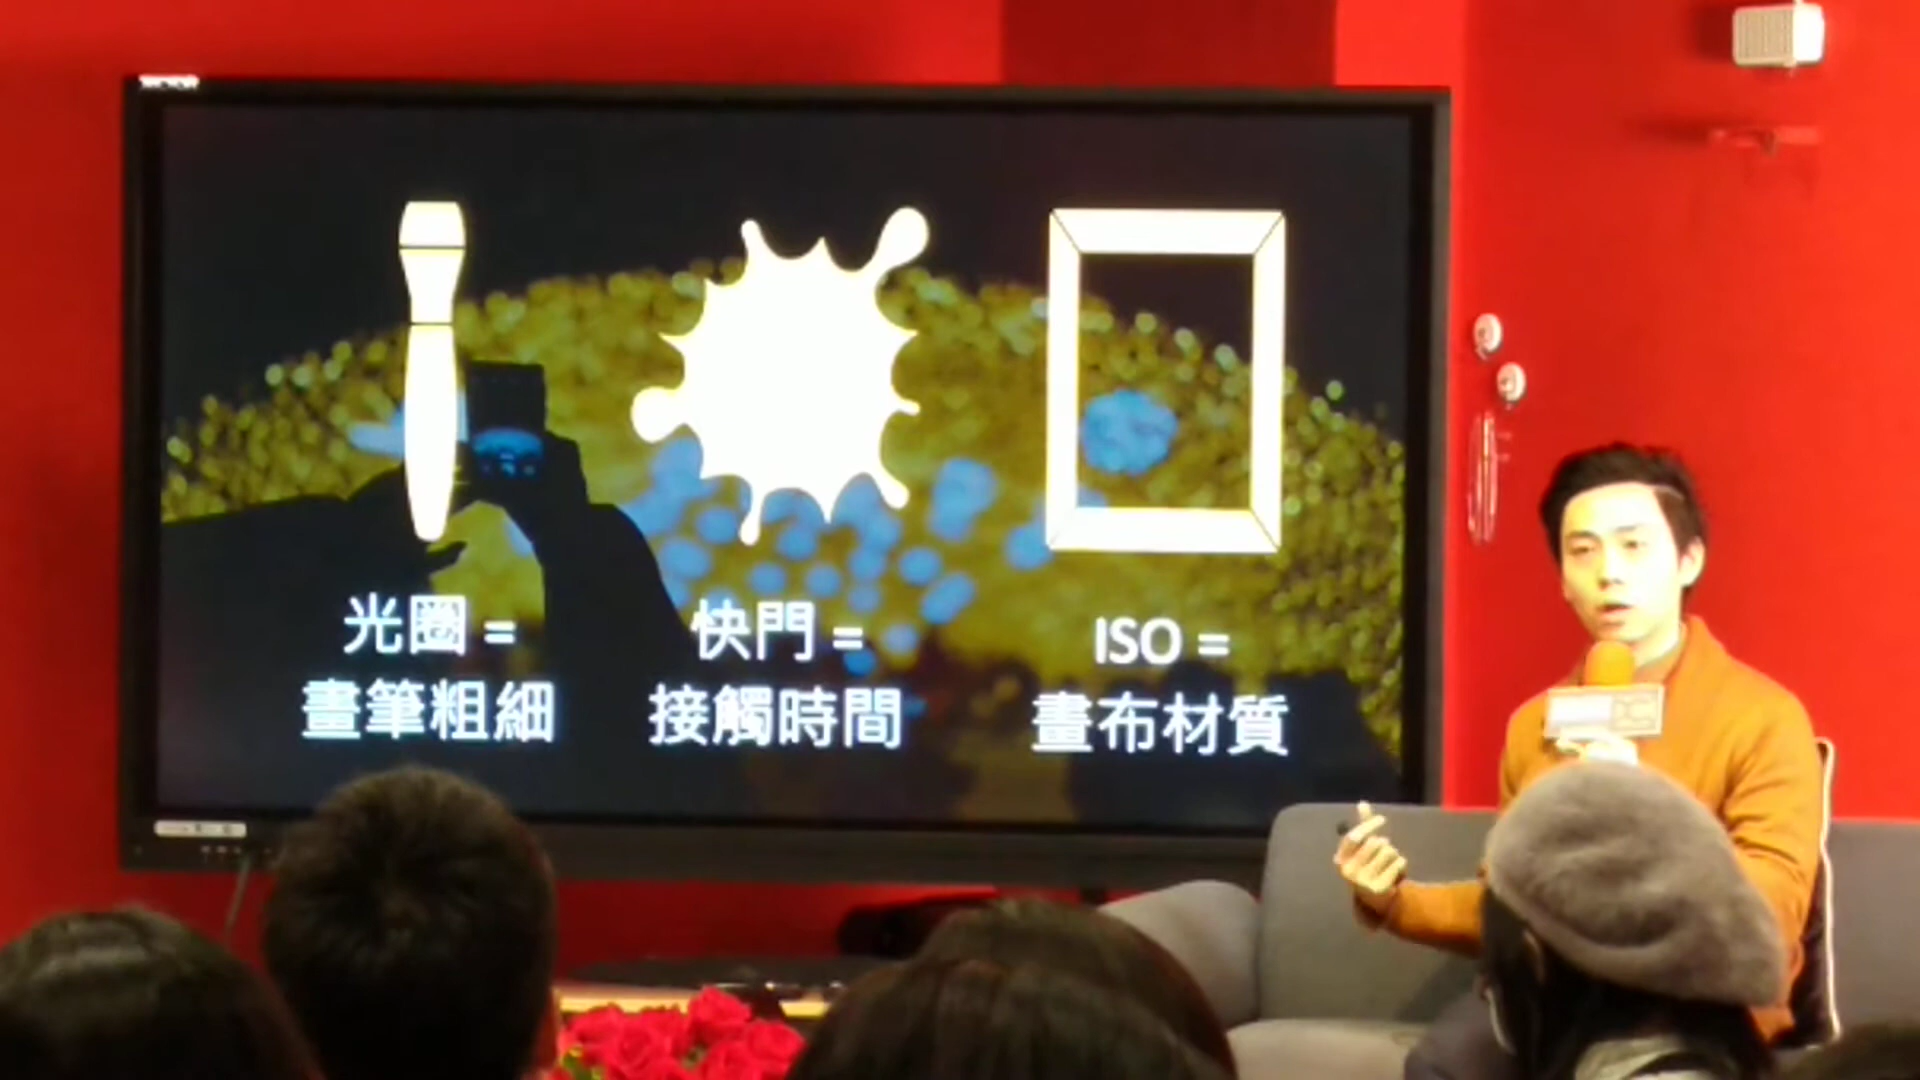 光圈 =
畫筆粗細
快門 =
接觸時間
ISO =
畫布材質